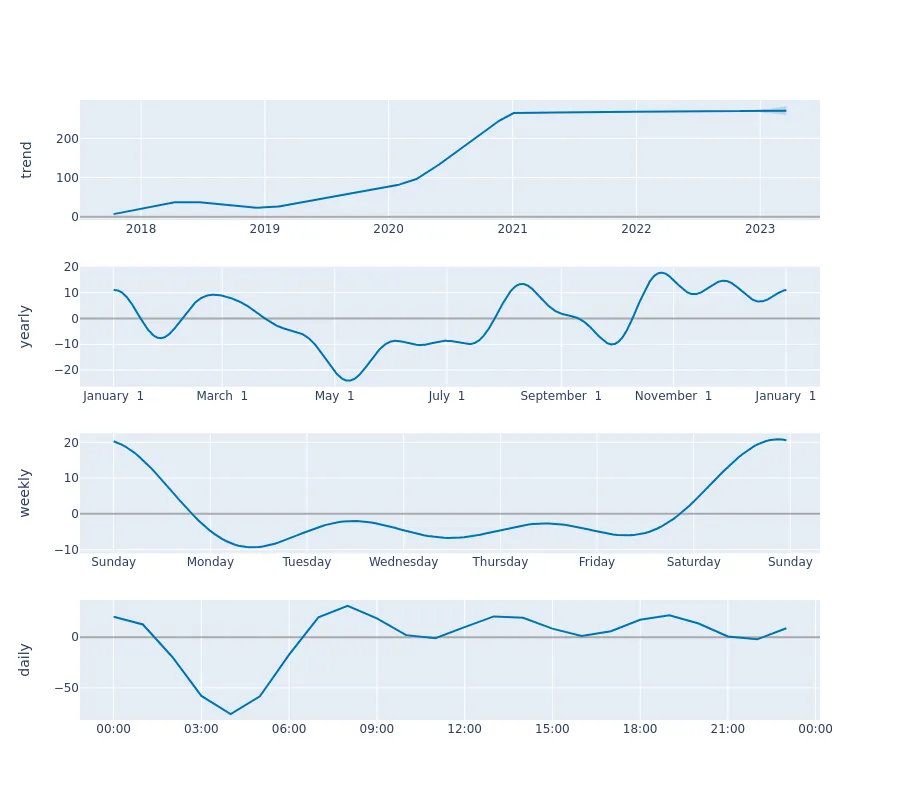 trend
200
100
0
2018 2019 2020 2021 2022 2023
yearly
20
10
0
−10
−20
January 1 March 1 May 1 July 1 September 1 November 1 January 1
weekly
20
10
0
−10
Sunday Monday Tuesday Wednesday Thursday Friday Saturday Sunday
daily
0
−50
00:00 03:00 06:00 09:00 12:00 15:00 18:00 21:00 00:00